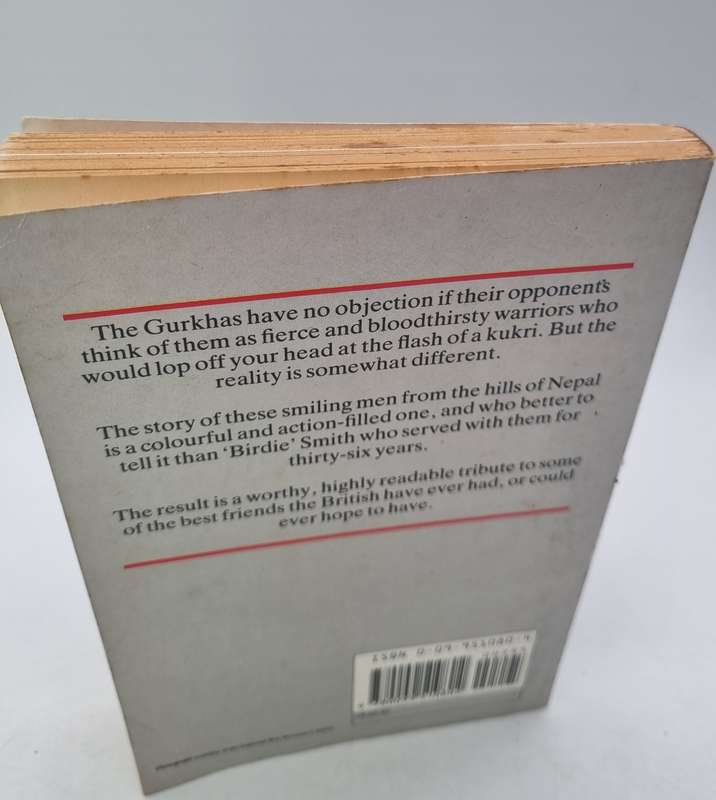 The Gurkhas have no objection if their opponent's
think of them as fierce and bloodthirsty warriors who
would lop off your head at the flash of a kukri. But the
reality is somewhat different.
The story of these smiling men from the hills of Nepal
is a colourful and action-filled one, and who better to
tell it than ‘Birdie’ Smith who served with them for
thirty-six years.
The result is a worthy, highly readable tribute to some
of the best friends the British have ever had, or could
ever hope to have.
ISBN 0-09-